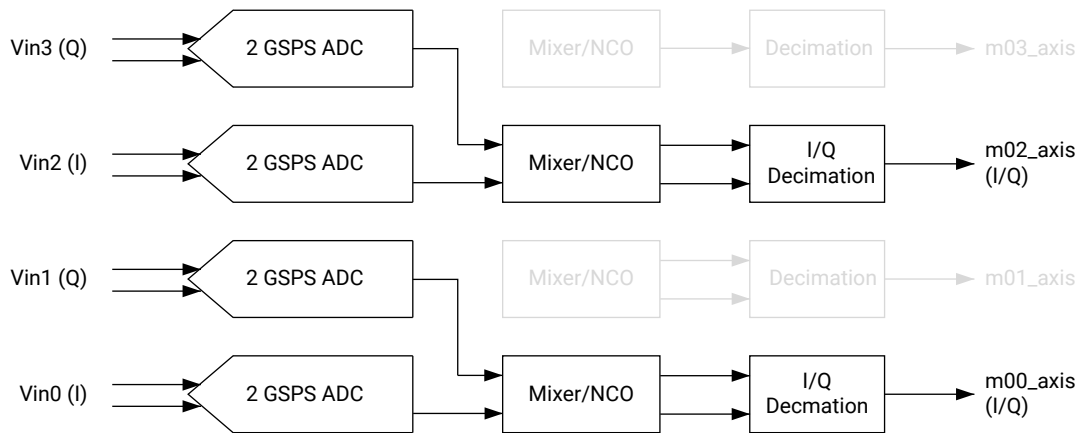 Vin3 (Q)
2 GSPS ADC
Mixer/NCO
Decimation
m03_axis
Vin2 (I)
2 GSPS ADC
Mixer/NCO
I/Q
Decimation
m02_axis
(I/Q)
Vin1 (Q)
2 GSPS ADC
Mixer/NCO
Decimation
m01_axis
Vin0 (I)
2 GSPS ADC
Mixer/NCO
I/Q
Decmation
m00_axis
(I/Q)